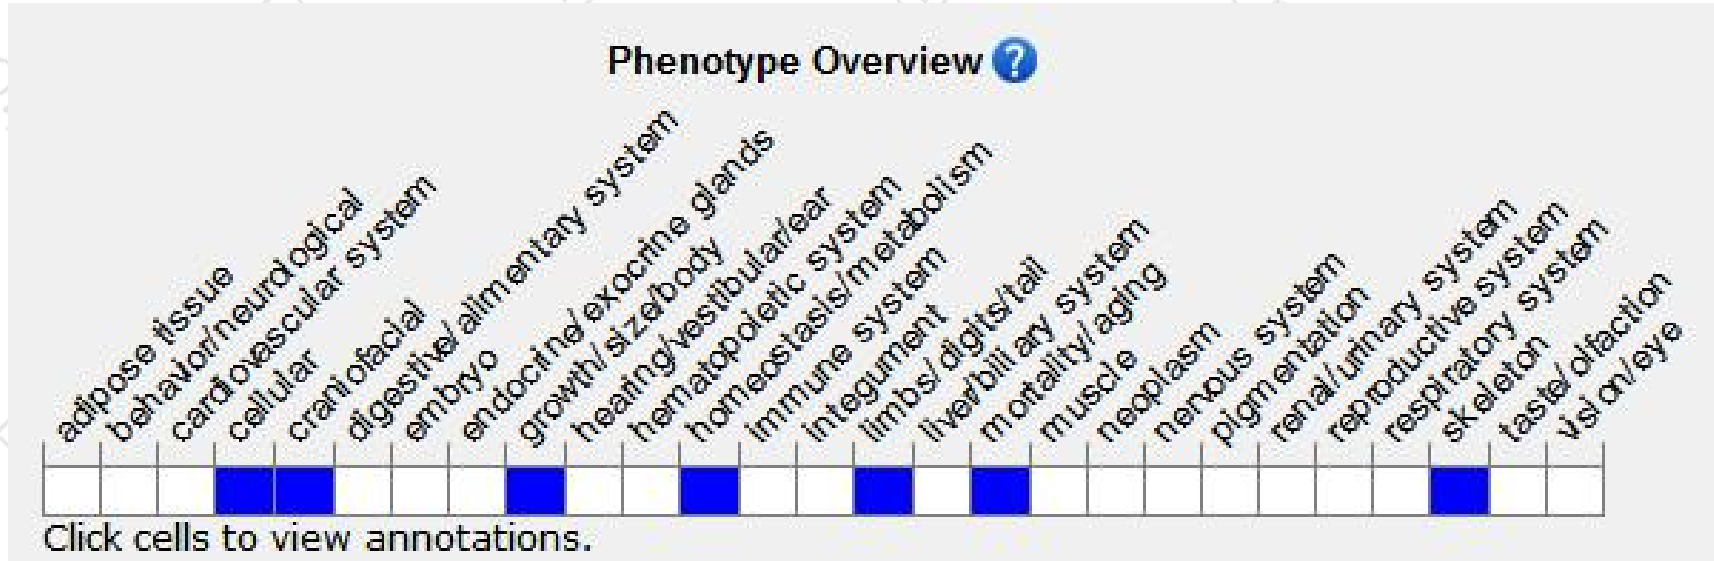 Phenotype Overview ?
adipose tissue
behavior/neurological
cardiovascular system
cellular
craniofacial
digestive/alimentary system
embryo
endocrine/exocrine glands
growth/size/body
hearing/vestibular/ear
hematopoietic system
homeostasis/metabolism
immune system
integument
limbs/digits/tail
liver/biliary system
mortality/aging
muscle
neoplasm
nervous system
pigmentation
renal/urinary system
reproductive system
respiratory system
skeleton
taste/olfaction
vision/eye
Click cells to view annotations.